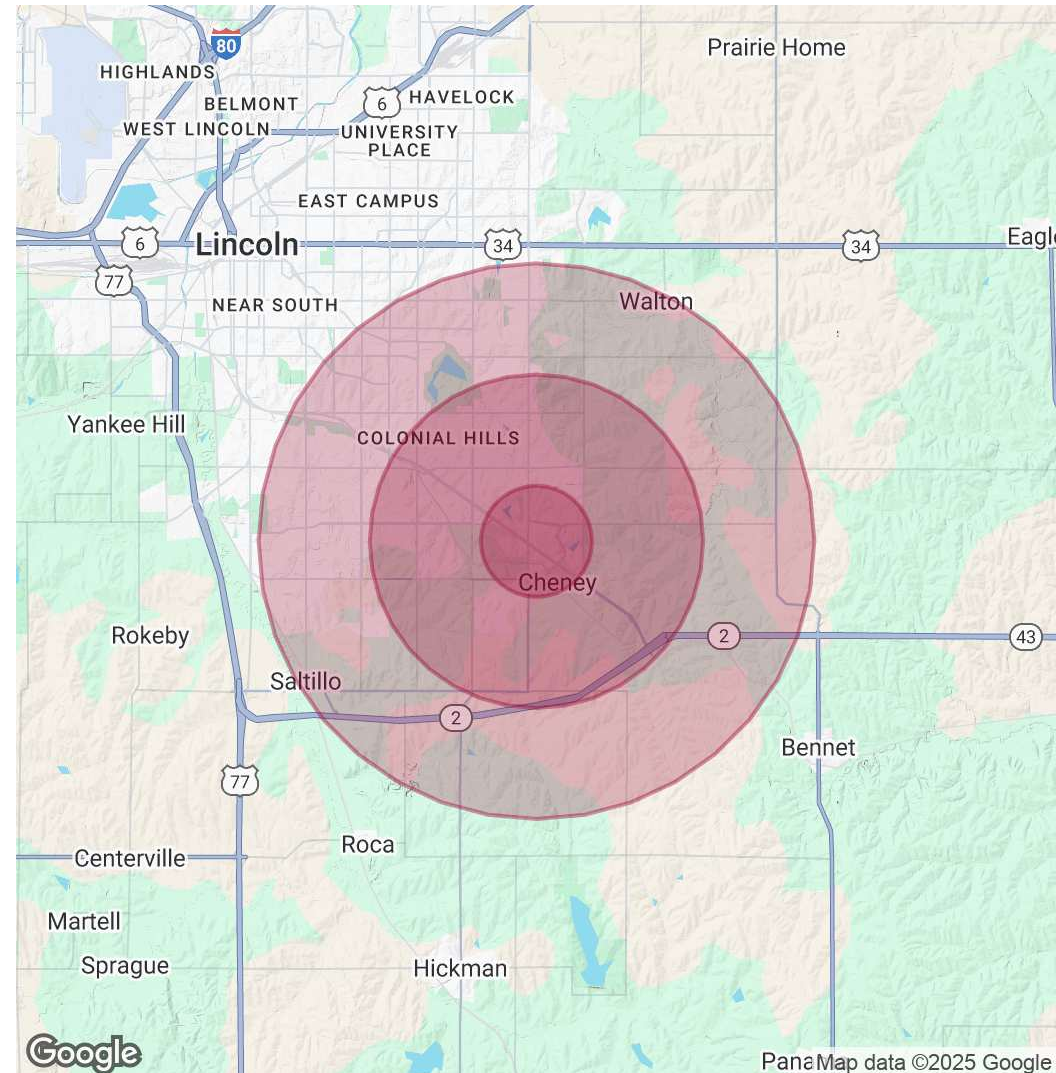 80
Prairie Home
HIGHLANDS
BELMONT
6
HAVELOCK
WEST LINCOLN
UNIVERSITY
PLACE
EAST CAMPUS
6
Lincoln
34
34
Eagle
77
NEAR SOUTH
Walton
Yankee Hill
COLONIAL HILLS
Cheney
Rokeby
2
43
Saltillo
2
Bennet
77
Roca
Centerville
Martell
Sprague
Hickman
Google
Pana
Map data ©2025 Google